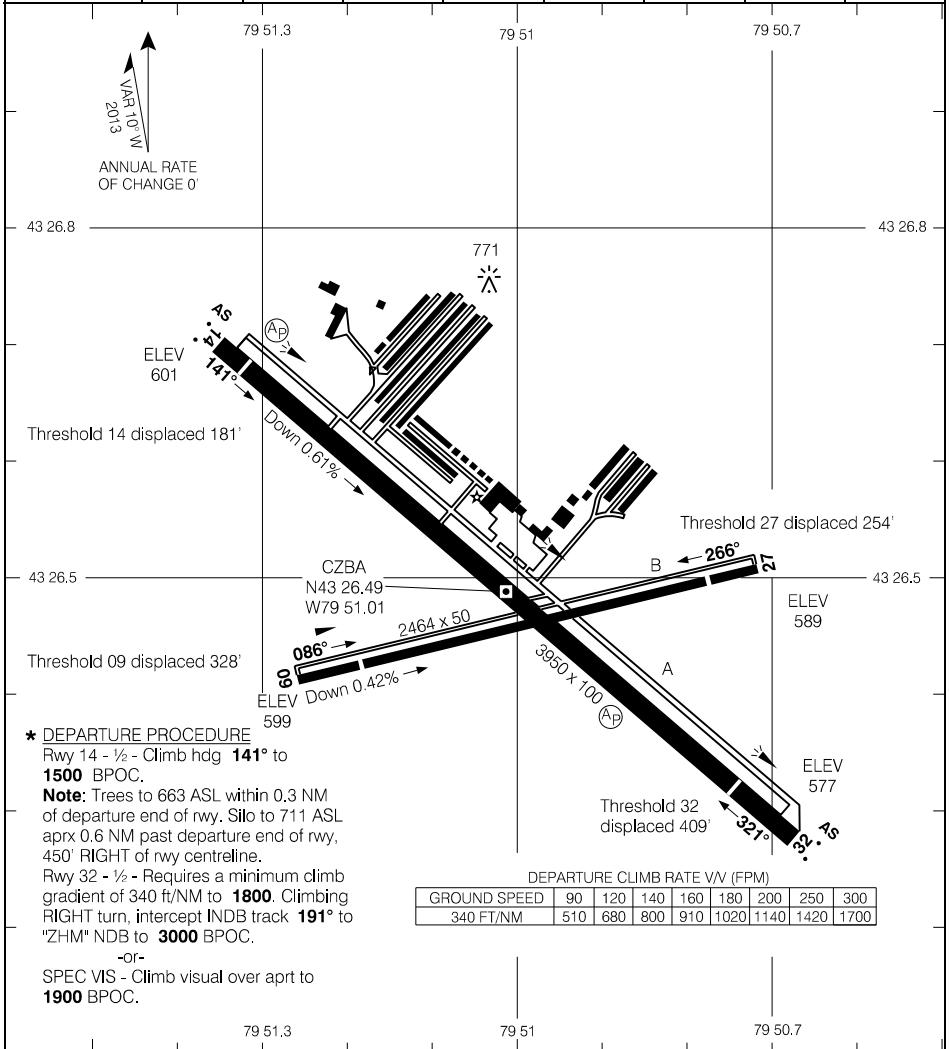 79 51.3
79 51
79 50.7
VAR 10° W
2013
ANNUAL RATE
OF CHANGE 0'
43 26.8
43 26.8
771
AS
14
AP
ELEV
601
141°
Threshold 14 displaced 181'
Down 0.61%
Threshold 27 displaced 254'
266°
27
B
CZBA
N43 26.49
W79 51.01
43 26.5
43 26.5
ELEV
589
2464 x 50
086°
Threshold 09 displaced 328'
09
Down 0.42%
ELEV
599
3950 x 100
AP
A
* DEPARTURE PROCEDURE
Rwy 14 - ½ - Climb hdg 141° to
1500 BPOC.
Note: Trees to 663 ASL within 0.3 NM
of departure end of rwy. Silo to 711 ASL
aprx 0.6 NM past departure end of rwy,
450' RIGHT of rwy centreline.
Rwy 32 - ½ - Requires a minimum climb
gradient of 340 ft/NM to 1800. Climbing
RIGHT turn, intercept INDB track 191° to
"ZHM" NDB to 3000 BPOC.
-or-
SPEC VIS - Climb visual over aprt to
1900 BPOC.
ELEV
577
Threshold 32
displaced 409'
321°
32
AS
DEPARTURE CLIMB RATE V/V (FPM)
GROUND SPEED 90 120 140 160 180 200 250 300
340 FT/NM 510 680 800 910 1020 1140 1420 1700
79 51.3
79 51
79 50.7